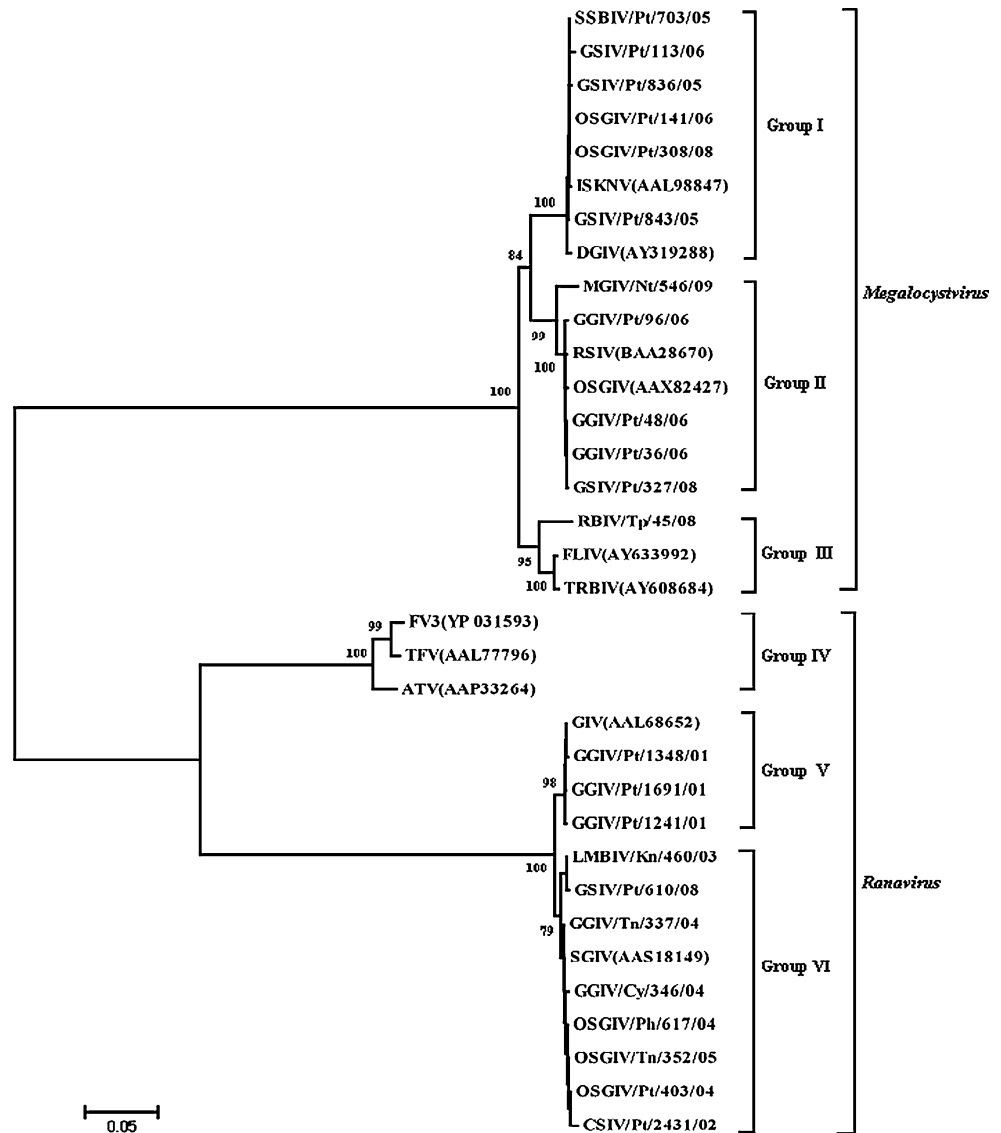 SSBIV/Pt/703/05
GSIV/Pt/113/06
GSIV/Pt/836/05
OSGIV/Pt/141/06
Group I
OSGIV/Pt/308/08
ISKNV(AAL98847)
100
GSIV/Pt/843/05
DGIV(AY319288)
84
MGIV/Nt/546/09
Megalocystvirus
GGIV/Pt/96/06
99
RSIV(BAA28670)
100
Group II
OSGIV(AAX82427)
100
GGIV/Pt/48/06
GGIV/Pt/36/06
GSIV/Pt/327/08
RBIV/Tp/45/08
FLIV(AY633992)
Group III
95
100
TRBIV(AY608684)
FV3(YP 031593)
99
100
TFV(AAL77796)
Group IV
ATV(AAP33264)
GIV(AAL68652)
GGIV/Pt/1348/01
Group V
98
GGIV/Pt/1691/01
GGIV/Pt/1241/01
LMBIV/Kn/460/03
100
GSIV/Pt/610/08
Ranavirus
GGIV/Tn/337/04
79
SGIV(AAS18149)
Group VI
GGIV/Cy/346/04
OSGIV/Ph/617/04
OSGIV/Tn/352/05
OSGIV/Pt/403/04
CSIV/Pt/2431/02
0.05